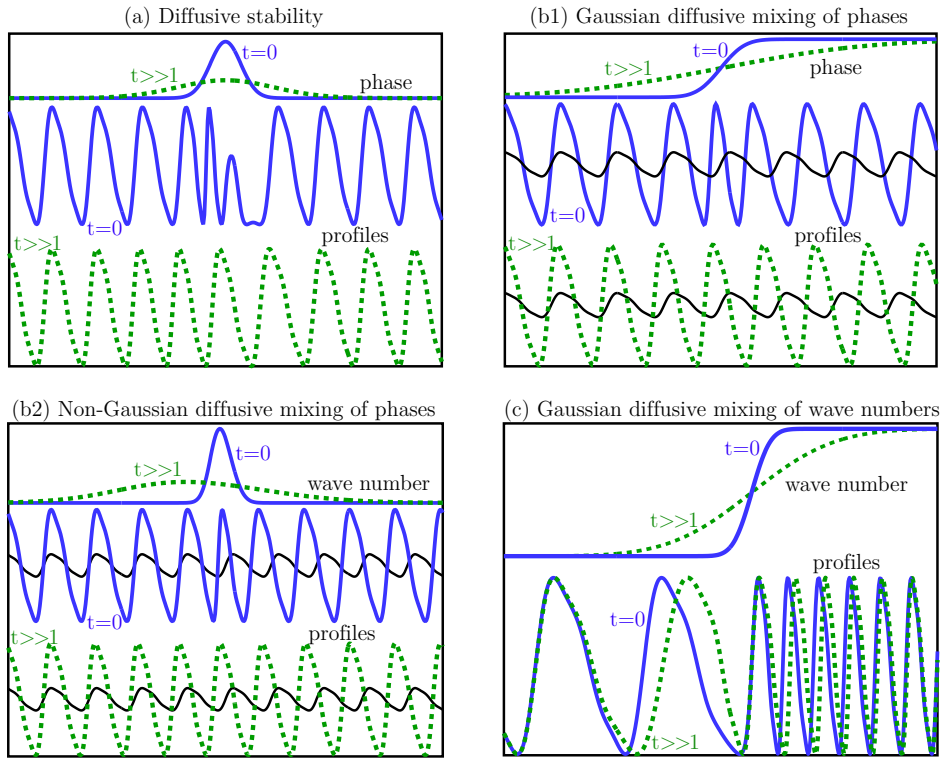 (a) Diffusive stability
t=0
t>>1
phase
t=0
profiles
t>>1
(b1) Gaussian diffusive mixing of phases
t=0
t>>1
phase
t=0
profiles
t>>1
(b2) Non-Gaussian diffusive mixing of phases
t=0
t>>1
wave number
t=0
profiles
t>>1
(c) Gaussian diffusive mixing of wave numbers
t=0
wave number
t>>1
profiles
t=0
t>>1